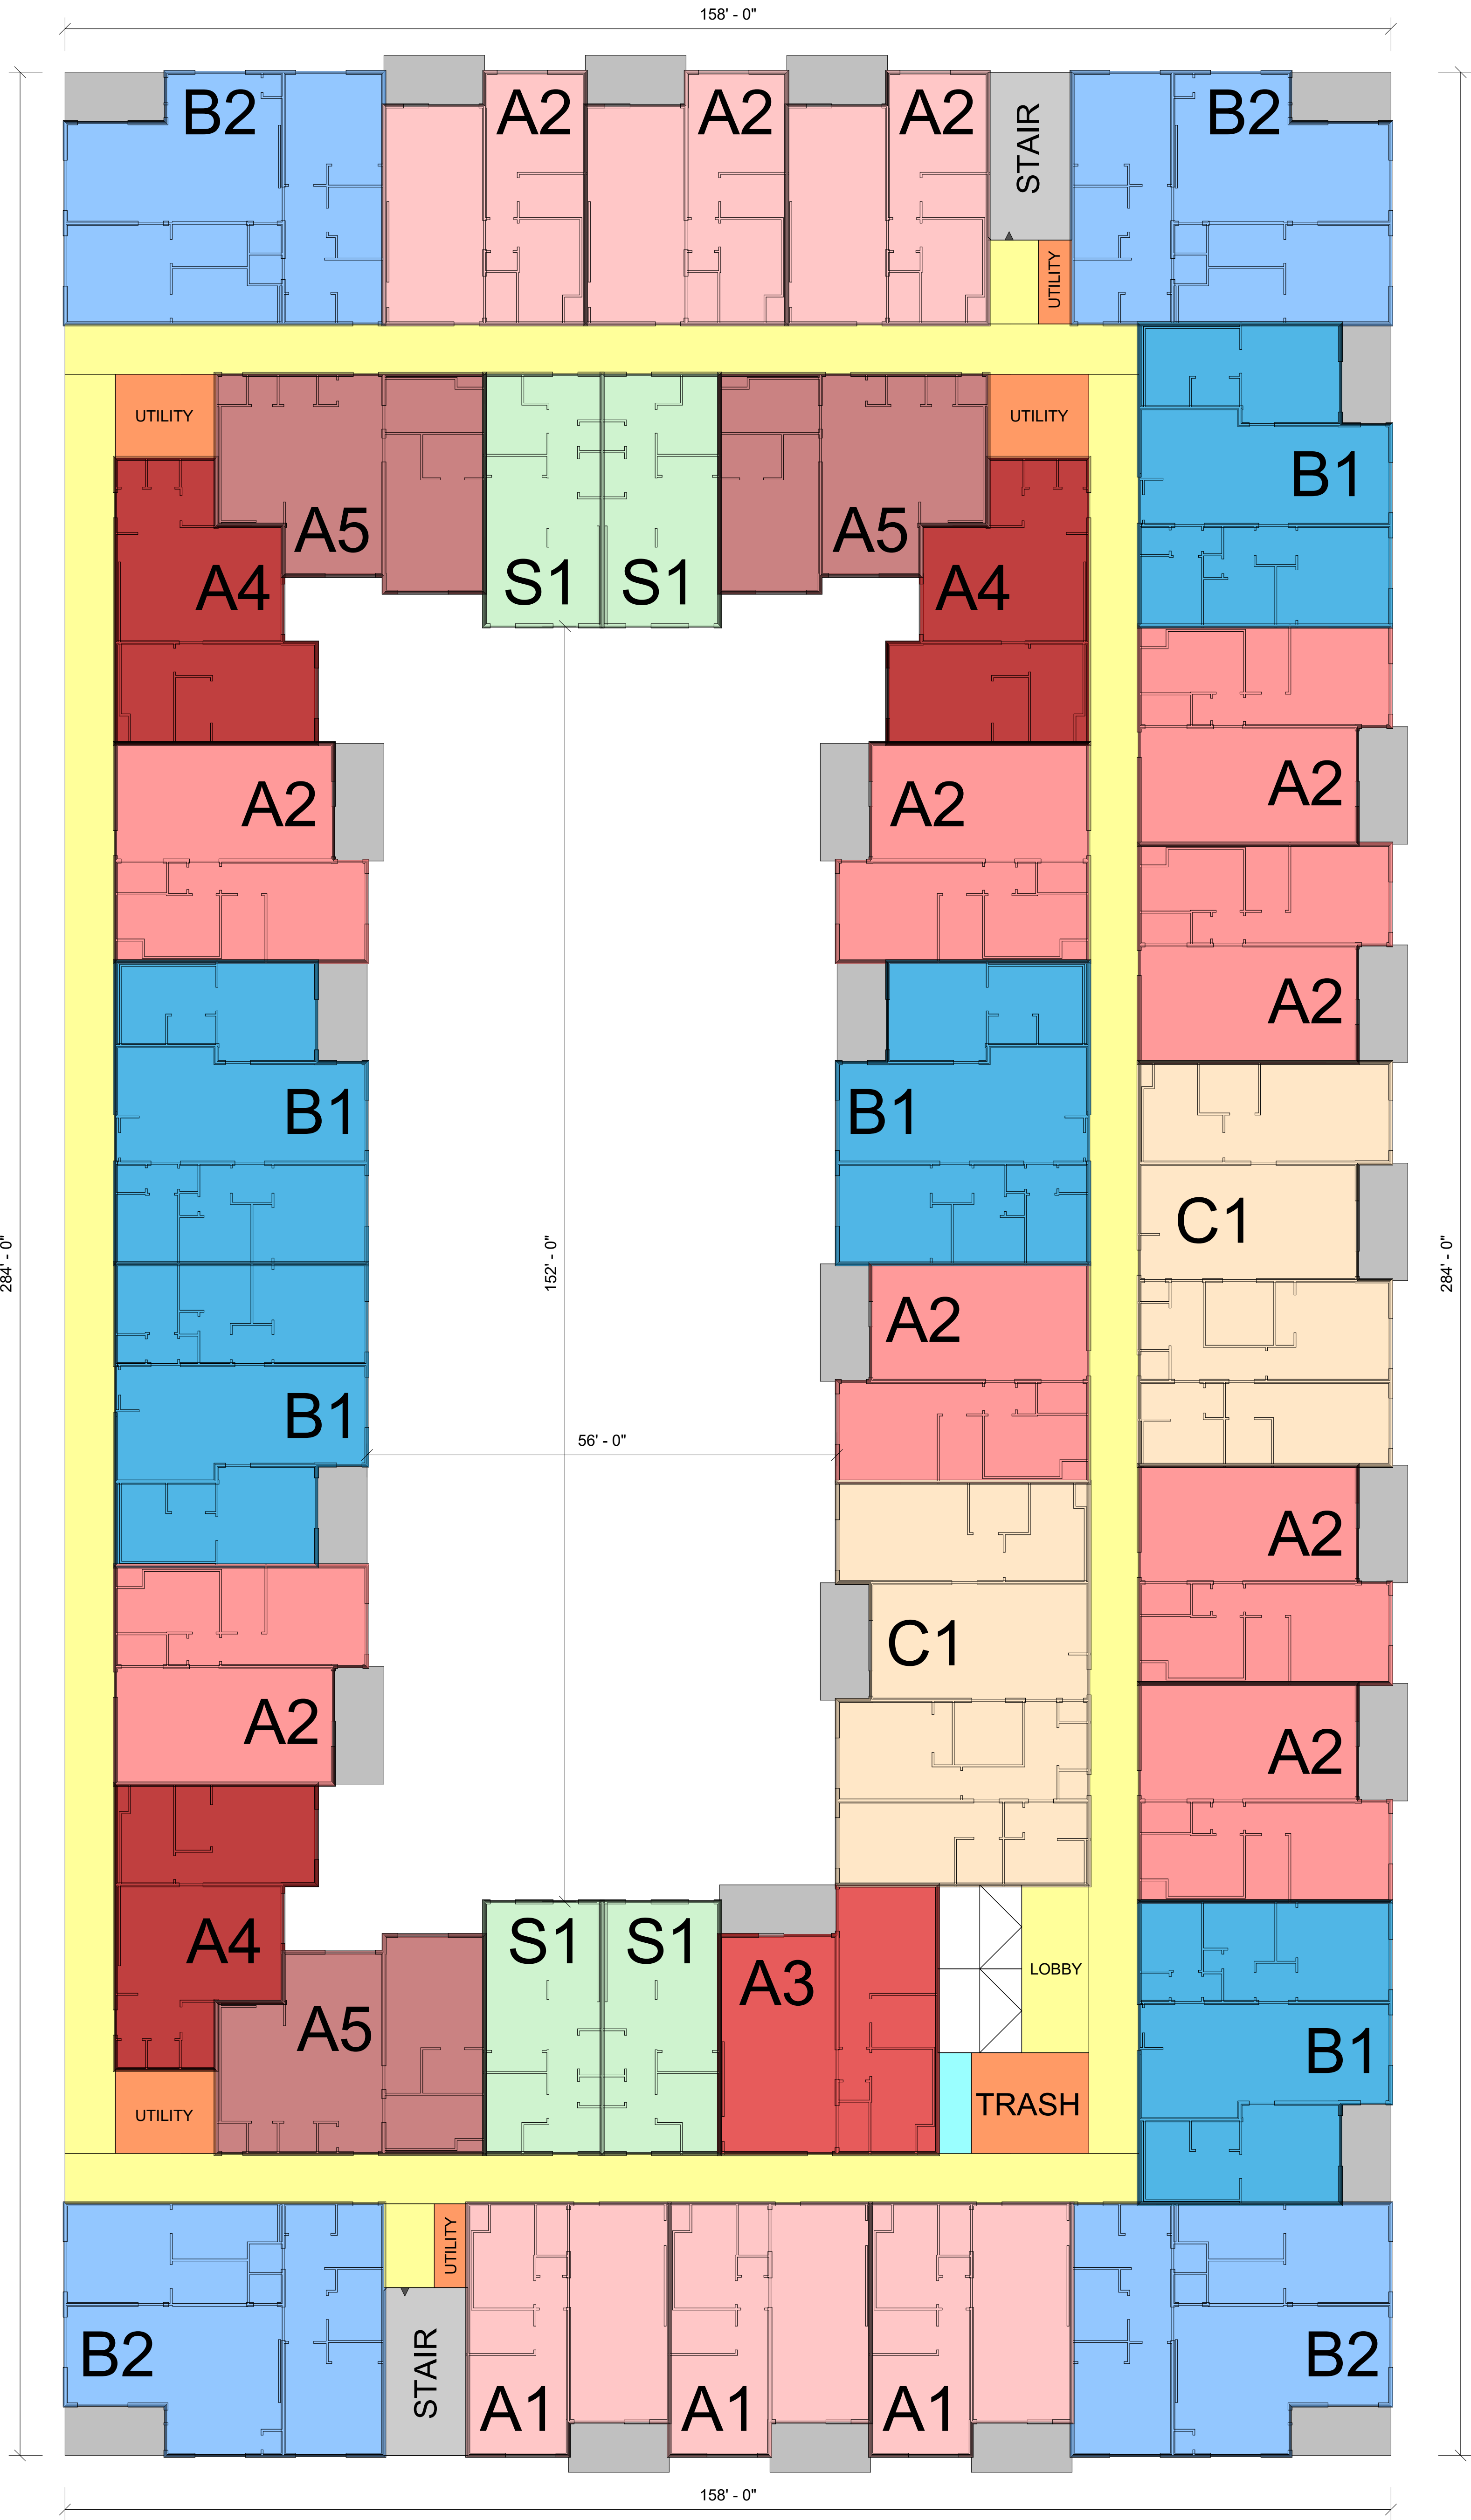 158' - 0"
B2
A2
A2
A2
STAIR
B2
UTILITY
UTILITY
UTILITY
B1
A5
A5
S1
S1
A4
A4
A2
A2
A2
A2
B1
B1
C1
284' - 0"
152' - 0"
284' - 0"
A2
B1
56' - 0"
A2
C1
A2
A2
S1
S1
A4
LOBBY
A3
A5
B1
TRASH
UTILITY
UTILITY
B2
STAIR
B2
A1
A1
A1
158' - 0"